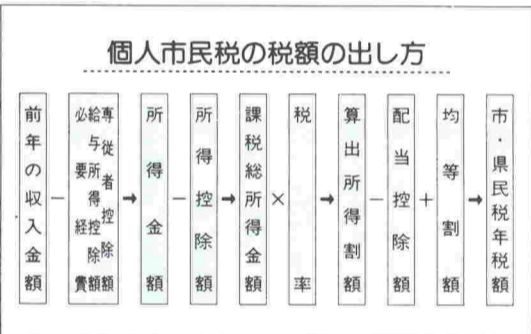 個人市民税の税額の出し方
前年の収入金額
−
必要経費
給与所得控除額
専従者控除額
→
所得金額
−
所得控除額
→
課税総所得金額
×
税率
→
算出所得割額
−
配当控除額
+
均等割額
→
市・県民税年税額